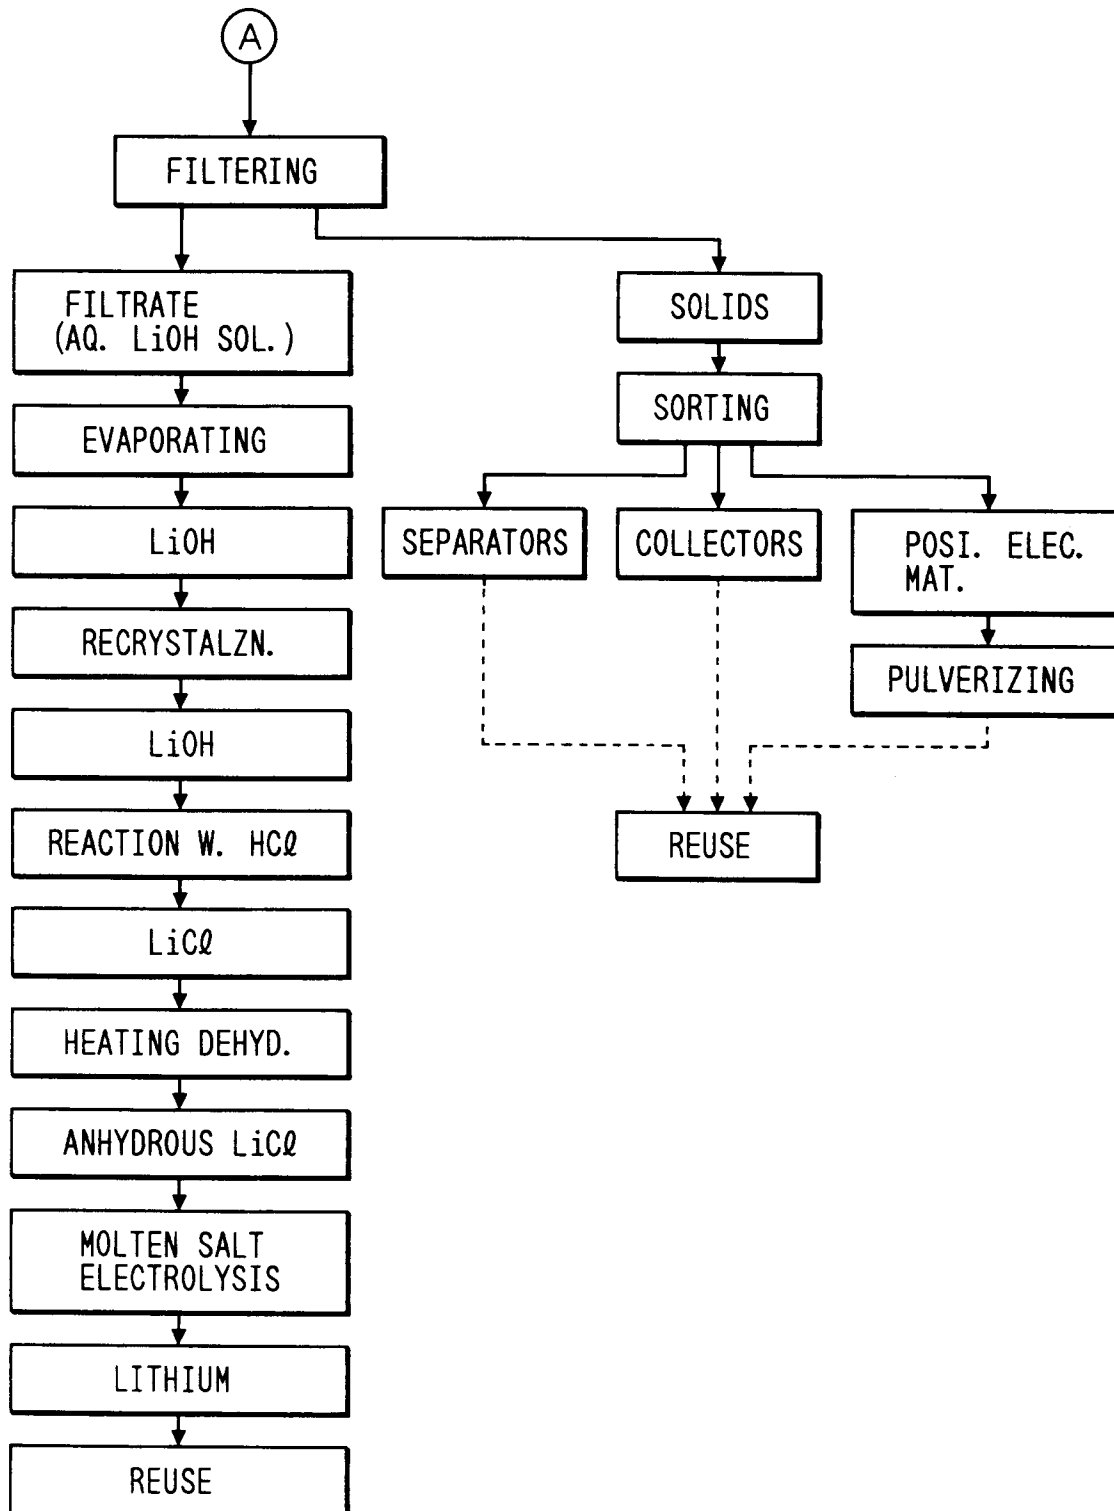 A
FILTERING
FILTRATE
(AQ. LiOH SOL.)
EVAPORATING
LiOH
RECRYSTALZN.
LiOH
REACTION W. HCℓ
LiCℓ
HEATING DEHYD.
ANHYDROUS LiCℓ
MOLTEN SALT
ELECTROLYSIS
LITHIUM
REUSE
SOLIDS
SORTING
SEPARATORS
COLLECTORS
POSI. ELEC.
MAT.
PULVERIZING
REUSE